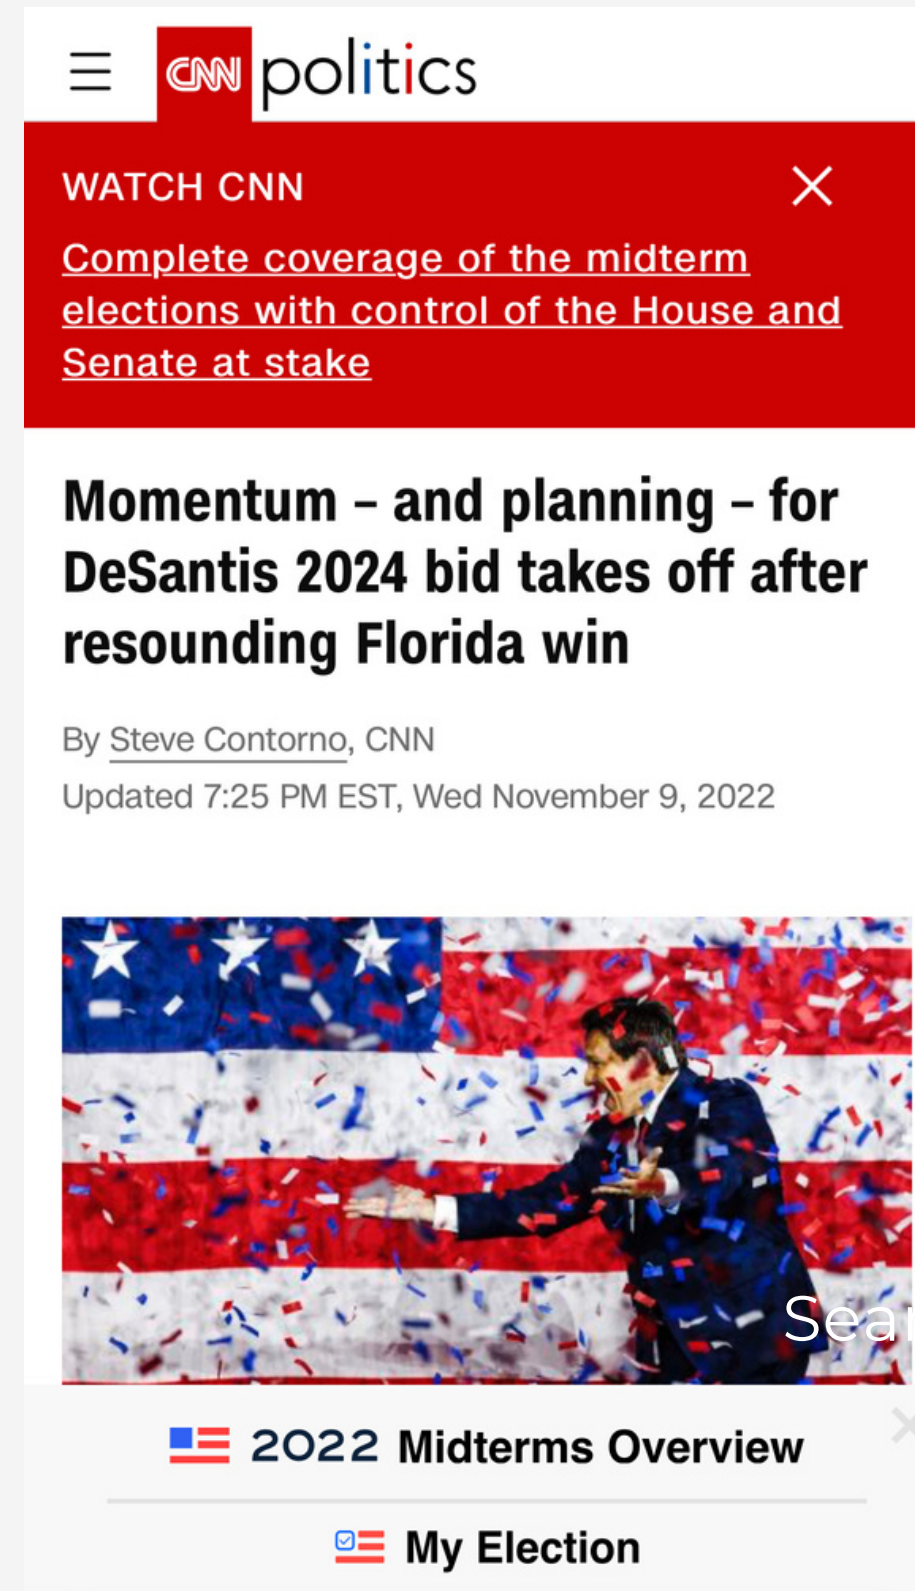 CNN politics
WATCH CNN
Complete coverage of the midterm
elections with control of the House and
Senate at stake
Momentum – and planning – for
DeSantis 2024 bid takes off after
resounding Florida win
By Steve Contorno, CNN
Updated 7:25 PM EST, Wed November 9, 2022
2022 Midterms Overview
My Election